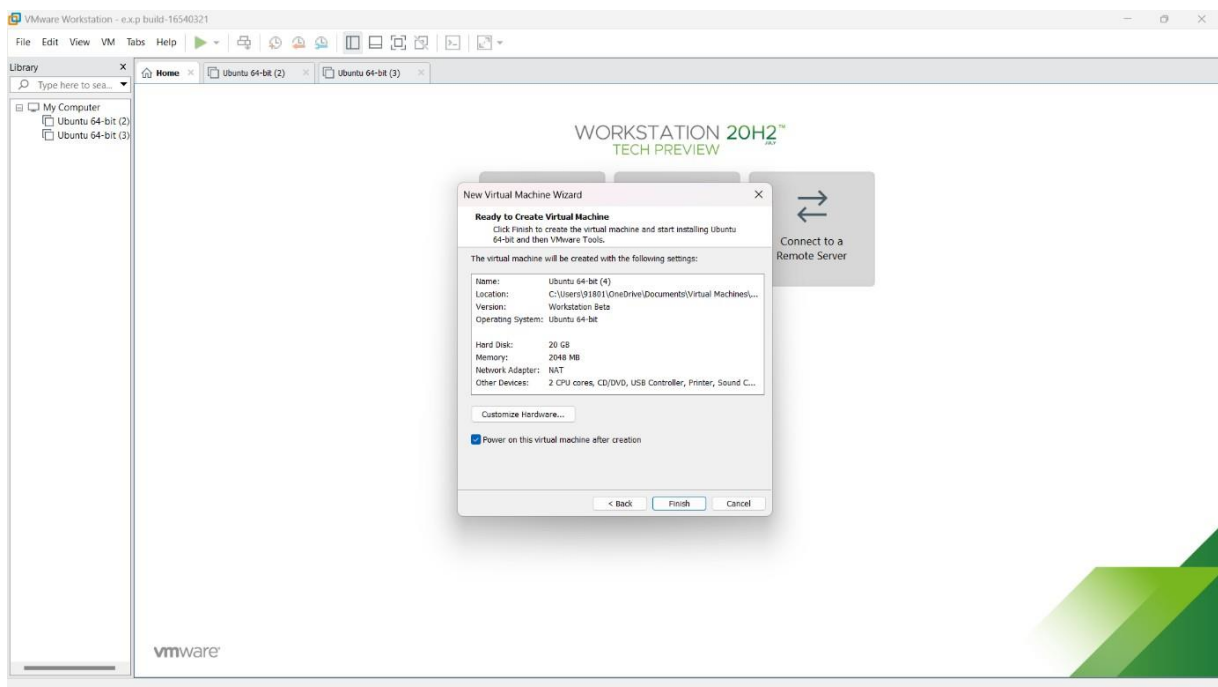 VMware Workstation - e.x.p build-16540321
File Edit View VM Tabs Help
Library X
Type here to sea...
My Computer
Ubuntu 64-bit (2)
Ubuntu 64-bit (3)
Home
Ubuntu 64-bit (2)
Ubuntu 64-bit (3)
WORKSTATION 20H2™
JULY
TECH PREVIEW
Connect to a
Remote Server
New Virtual Machine Wizard
Ready to Create Virtual Machine
Click Finish to create the virtual machine and start installing Ubuntu
64-bit and then VMware Tools.
The virtual machine will be created with the following settings:
Name: Ubuntu 64-bit (4)
Location: C:\Users\91801\OneDrive\Documents\Virtual Machines\...
Version: Workstation Beta
Operating System: Ubuntu 64-bit
Hard Disk: 20 GB
Memory: 2048 MB
Network Adapter: NAT
Other Devices: 2 CPU cores, CD/DVD, USB Controller, Printer, Sound C...
Customize Hardware...
Power on this virtual machine after creation
< Back Finish Cancel
vmware